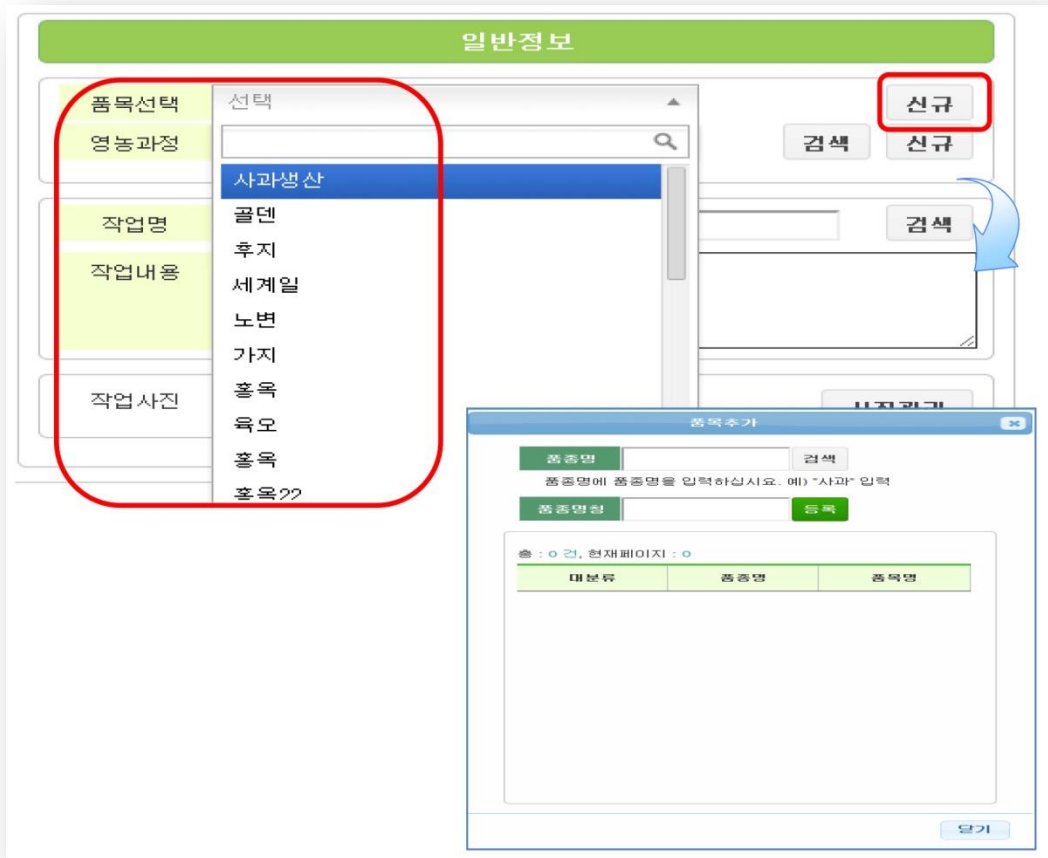 일반정보
품목선택 선택 신규
영농과정 검색 신규
사과생산
골덴
작업명 검색
후지
작업내용
세계일
노변
가지
홍옥
작업사진
육모
홍옥
홍옥22
품목추가
품종명 검색
품종명에 품종명을 입력하십시요. 예) "사과" 입력
품종명칭 등록
총 : 0 건, 현재페이지 : 0
대분류 품종명 품목명
닫기